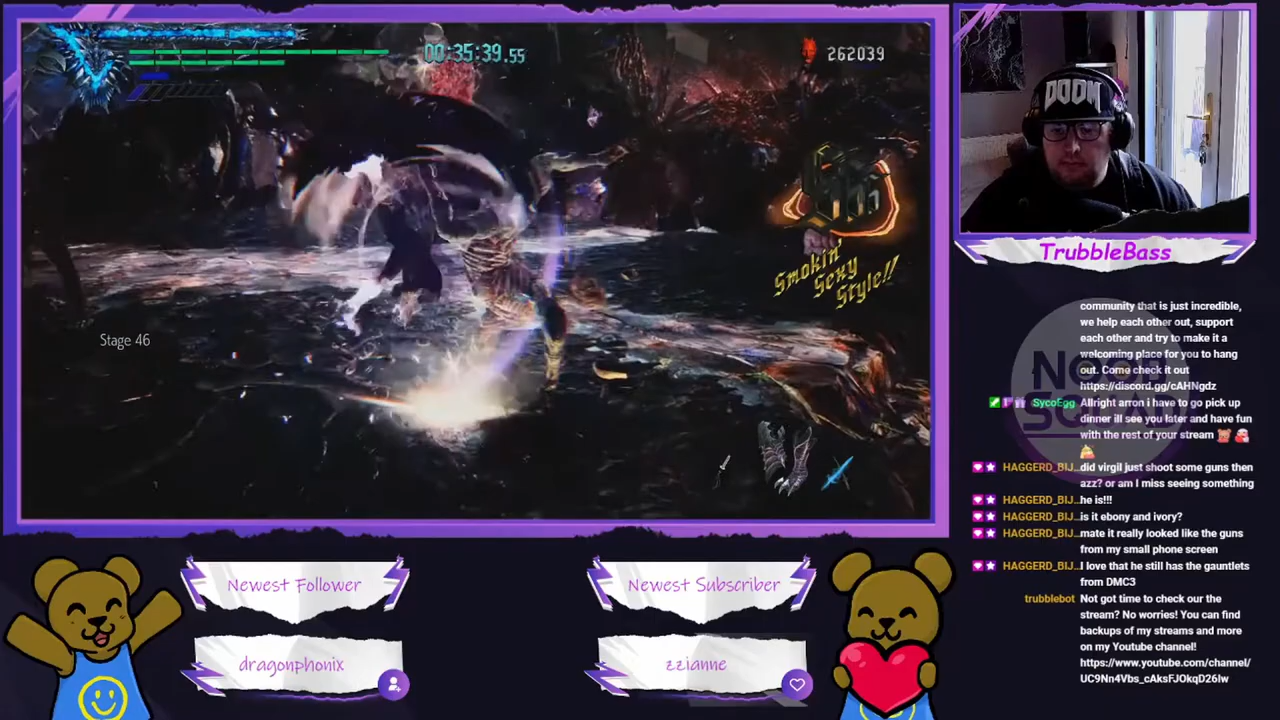 00:35:39.55
262039
Smokin'
Sexy
Style!!
Stage 46
DOOM
TrubbleBass
community that is just incredible,
we help each other out, support
each other and try to make it a
welcoming place for you to hang
out. Come check it out
https://discord.gg/cAHNgdz
SycoEgg Allright arron i have to go pick up
dinner ill see you later and have fun
with the rest of your stream
HAGGERD_BIJ... did virgil just shoot some guns then
azz? or am I miss seeing something
HAGGERD_BIJ... he is!!!
HAGGERD_BIJ... is it ebony and ivory?
HAGGERD_BIJ... mate it really looked like the guns
from my small phone screen
HAGGERD_BIJ... I love that he still has the gauntlets
from DMC3
trubblebot Not got time to check our the
stream? No worries! You can find
backups of my streams and more
on my Youtube channel!
https://www.youtube.com/channel/
UC9Nn4Vbs_cAksFJOkqD26Iw
Newest Follower
dragonphonix
Newest Subscriber
zzianne